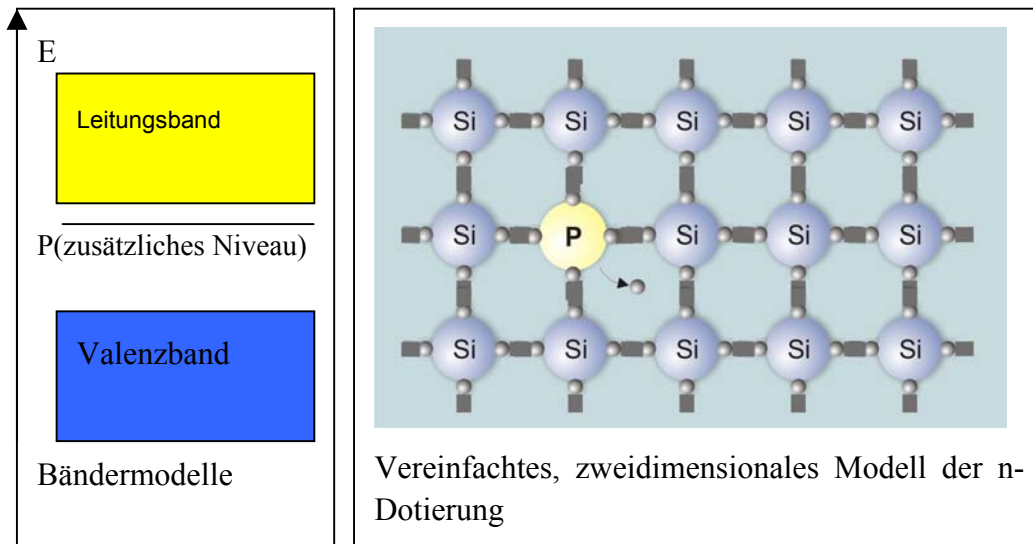 E
Leitungsband
P(zusätzliches Niveau)
Valenzband
Bändermodelle
Si Si Si Si Si
Si P Si Si Si
Si Si Si Si Si
Vereinfachtes, zweidimensionales Modell der n-
Dotierung